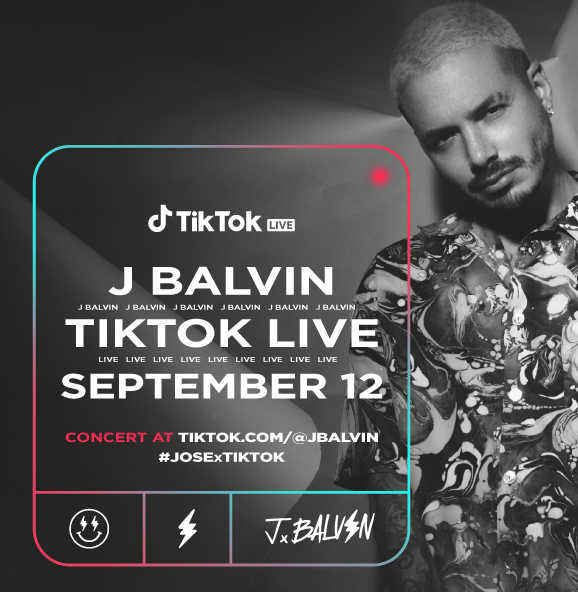 TikTok LIVE
J BALVIN
J BALVIN J BALVIN J BALVIN J BALVIN J BALVIN J BALVIN
TIKTOK LIVE
LIVE LIVE LIVE LIVE LIVE LIVE LIVE LIVE LIVE
SEPTEMBER 12
CONCERT AT TIKTOK.COM/@JBALVIN
#JOSExTIKTOK
J x BALVIN